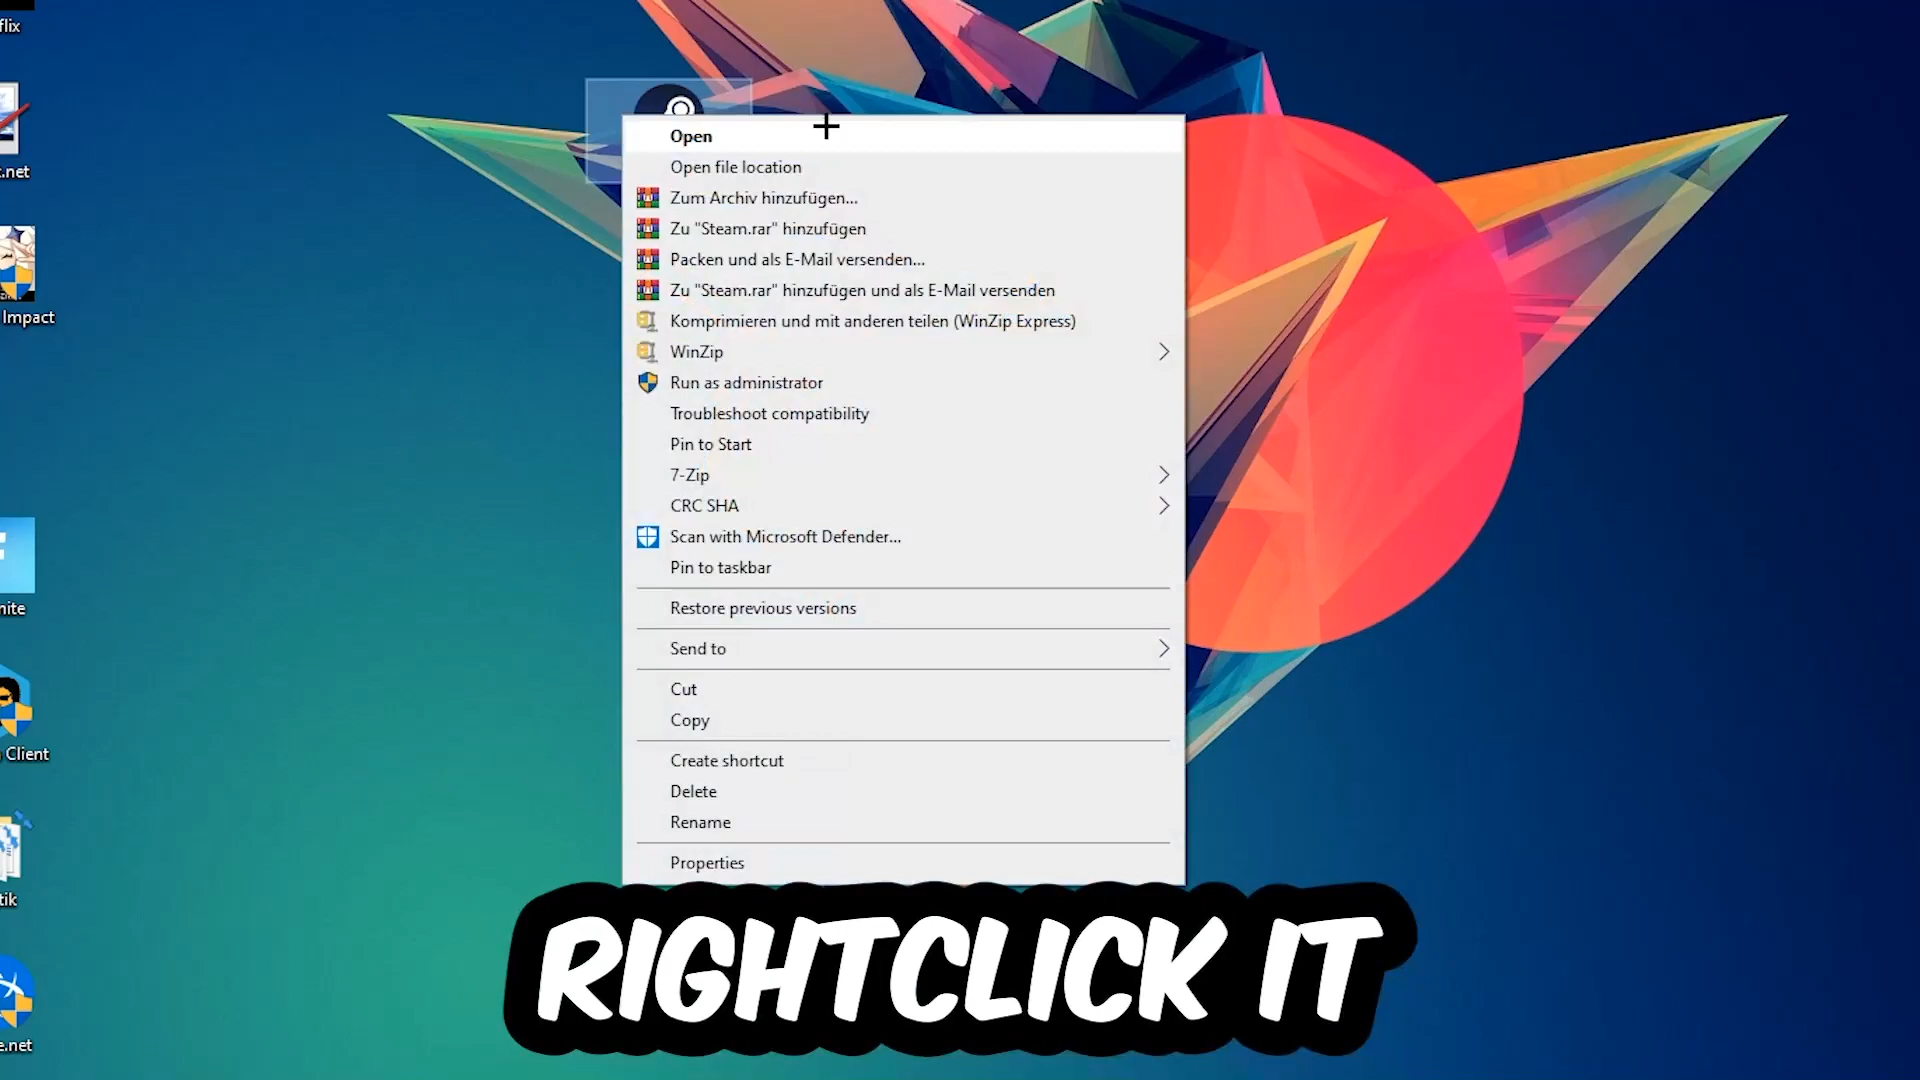 flix
.net
Impact
nite
Client
tik
e.net
Open
Open file location
Zum Archiv hinzufügen...
Zu "Steam.rar" hinzufügen
Packen und als E-Mail versenden...
Zu "Steam.rar" hinzufügen und als E-Mail versenden
Komprimieren und mit anderen teilen (WinZip Express)
WinZip
Run as administrator
Troubleshoot compatibility
Pin to Start
7-Zip
CRC SHA
Scan with Microsoft Defender...
Pin to taskbar
Restore previous versions
Send to
Cut
Copy
Create shortcut
Delete
Rename
Properties
RIGHTCLICK IT